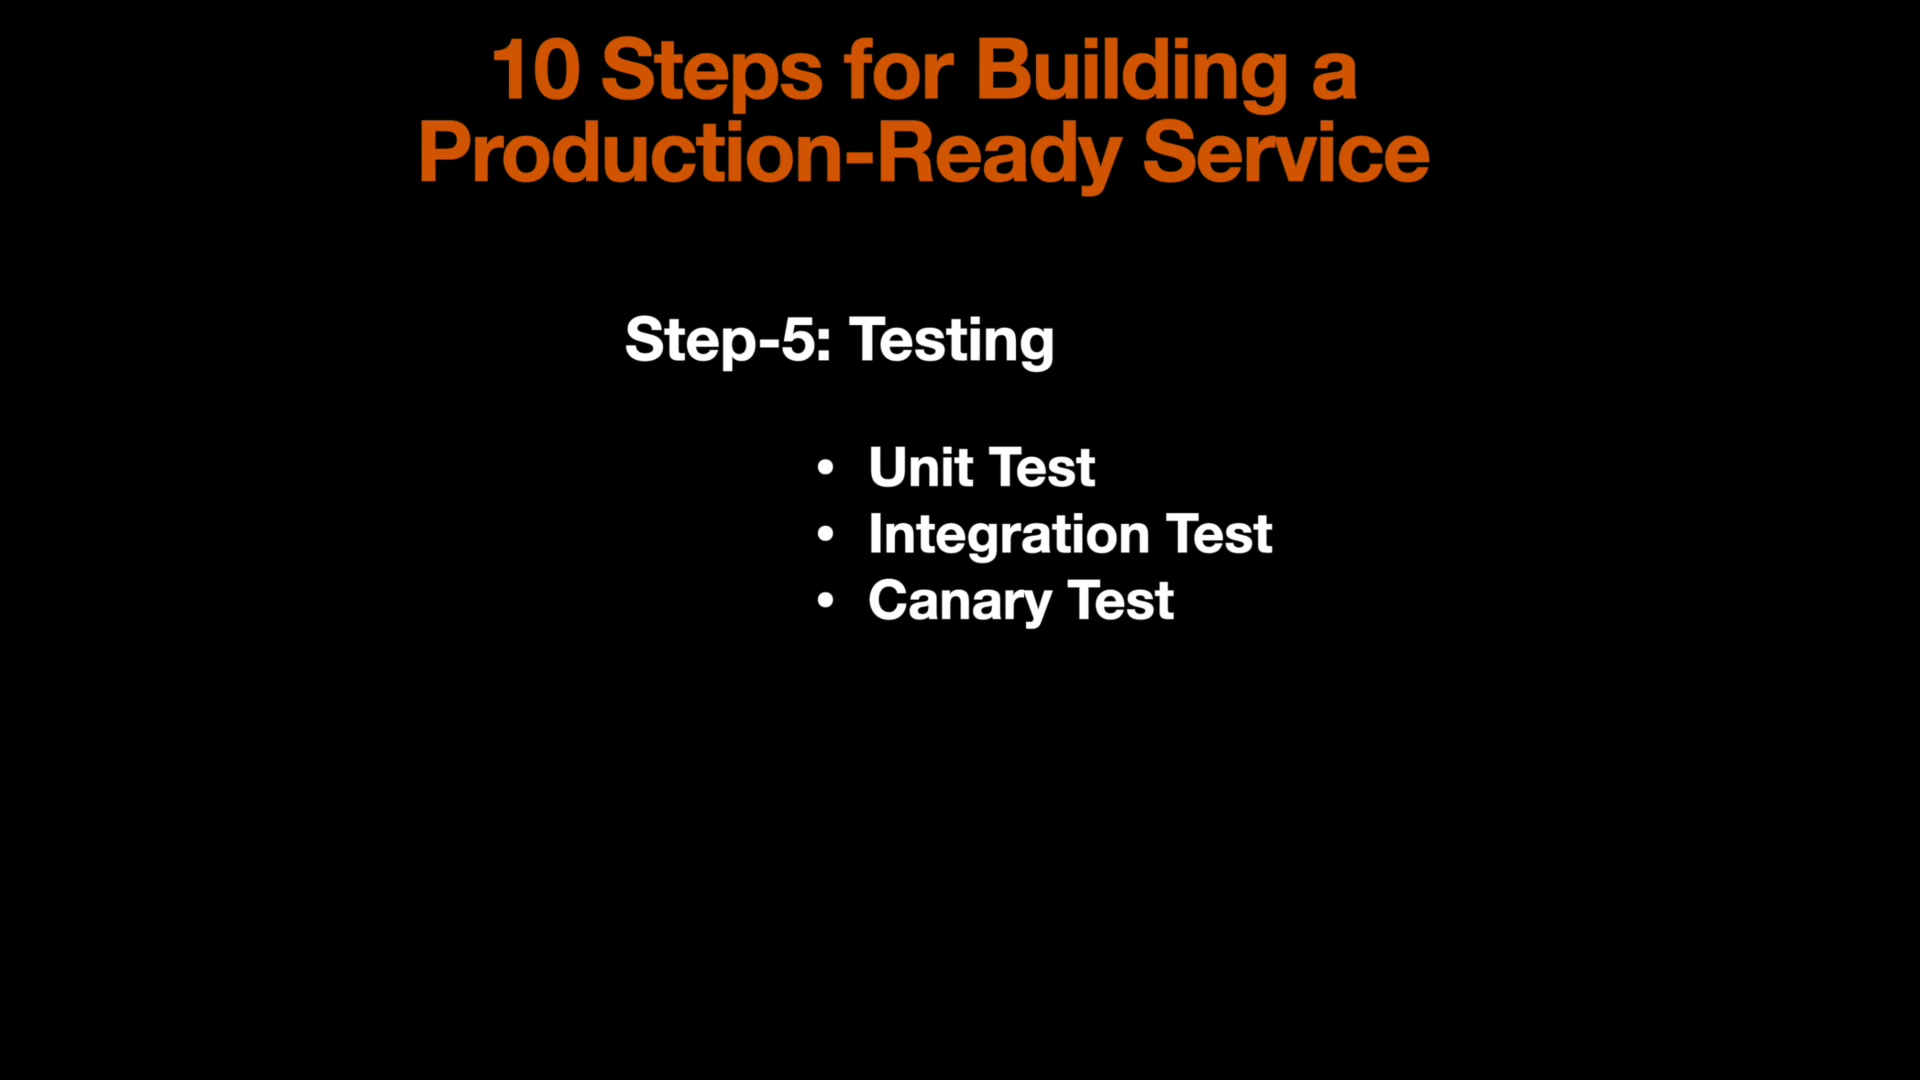 10 Steps for Building a
Production-Ready Service
Step-5: Testing
• Unit Test
• Integration Test
• Canary Test